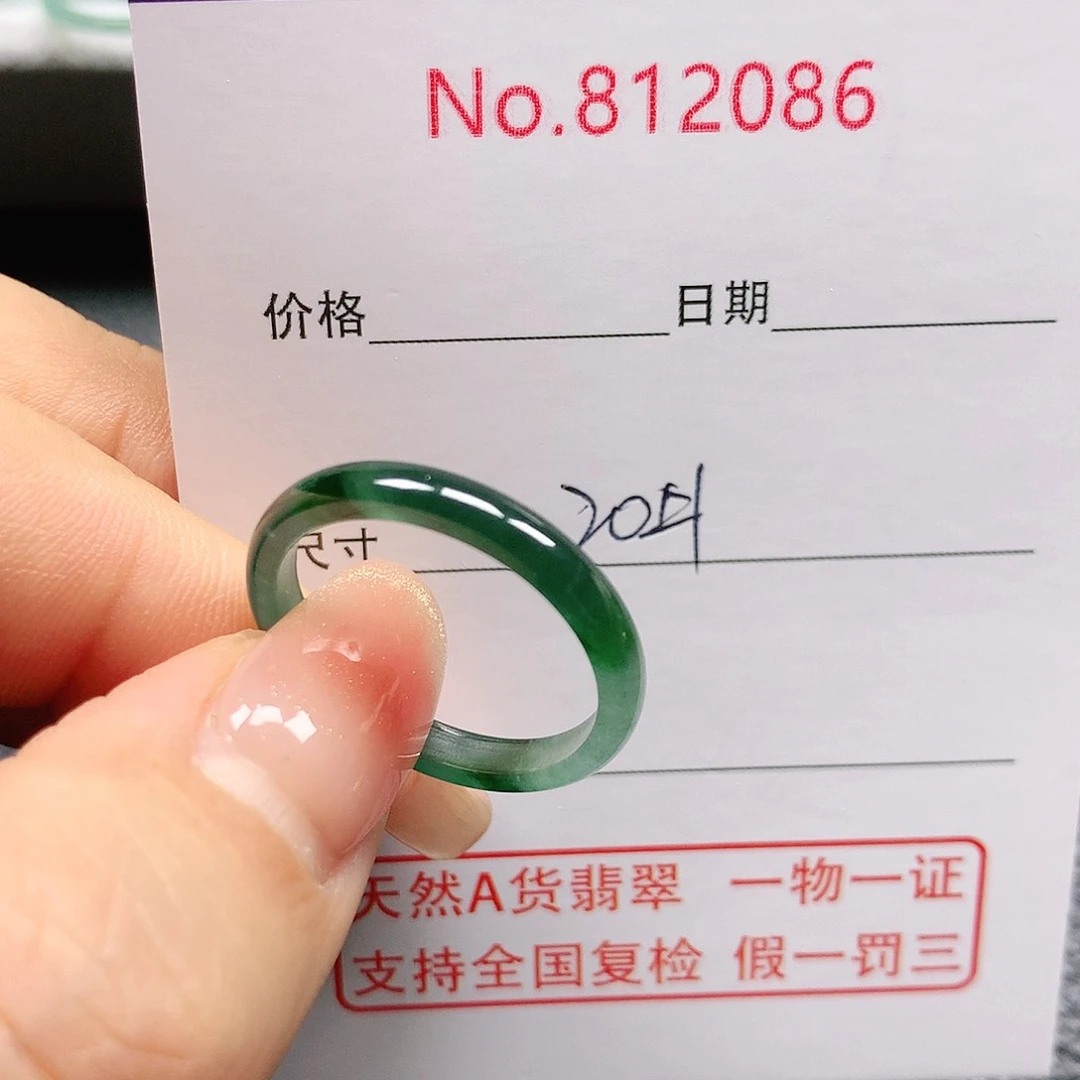 No.812086
价格 日期
尺寸 20
天然A货翡翠 一物一证
支持全国复检 假一罚三